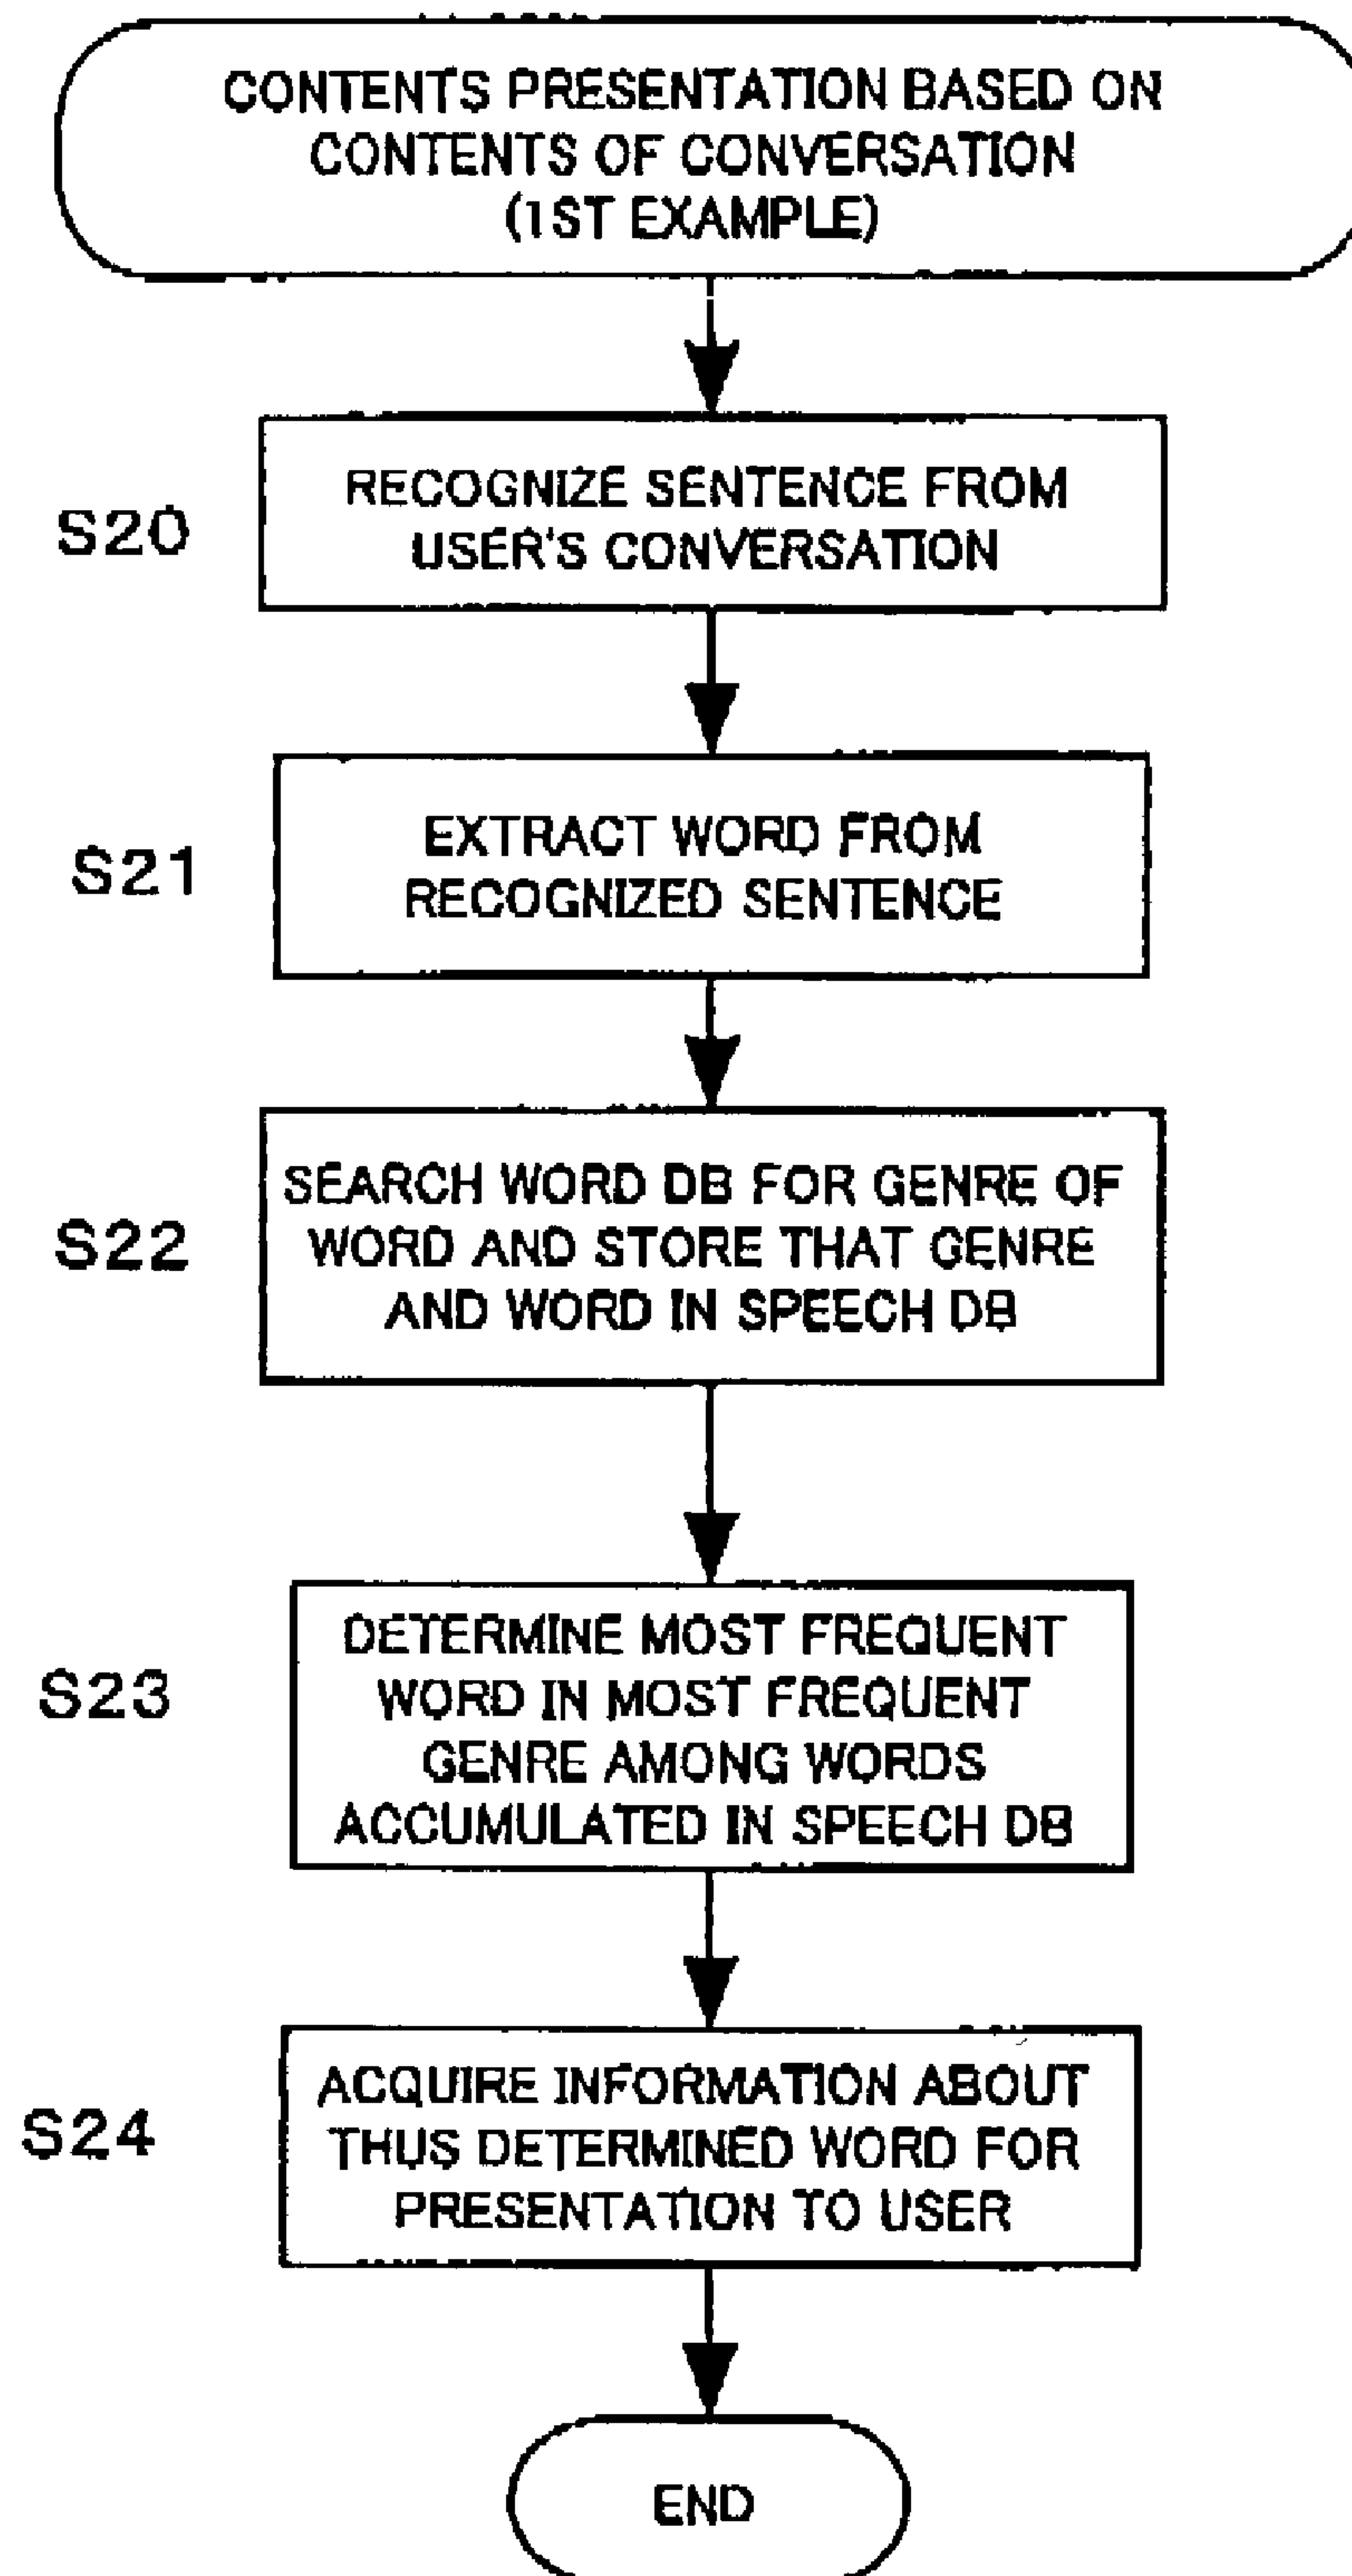 CONTENTS PRESENTATION BASED ON
CONTENTS OF CONVERSATION
(1ST EXAMPLE)
S20
RECOGNIZE SENTENCE FROM
USER'S CONVERSATION
S21
EXTRACT WORD FROM
RECOGNIZED SENTENCE
S22
SEARCH WORD DB FOR GENRE OF
WORD AND STORE THAT GENRE
AND WORD IN SPEECH DB
S23
DETERMINE MOST FREQUENT
WORD IN MOST FREQUENT
GENRE AMONG WORDS
ACCUMULATED IN SPEECH DB
S24
ACQUIRE INFORMATION ABOUT
THUS DETERMINED WORD FOR
PRESENTATION TO USER
END